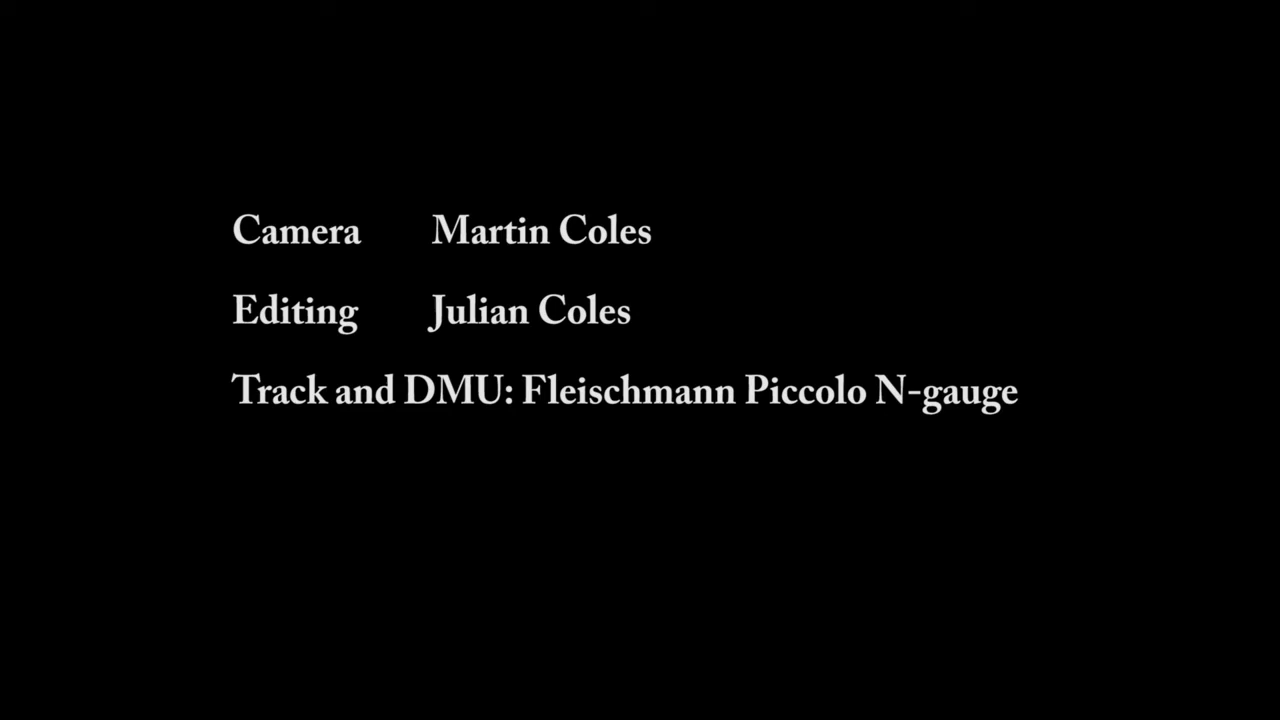 Camera Martin Coles
Editing Julian Coles
Track and DMU: Fleischmann Piccolo N-gauge